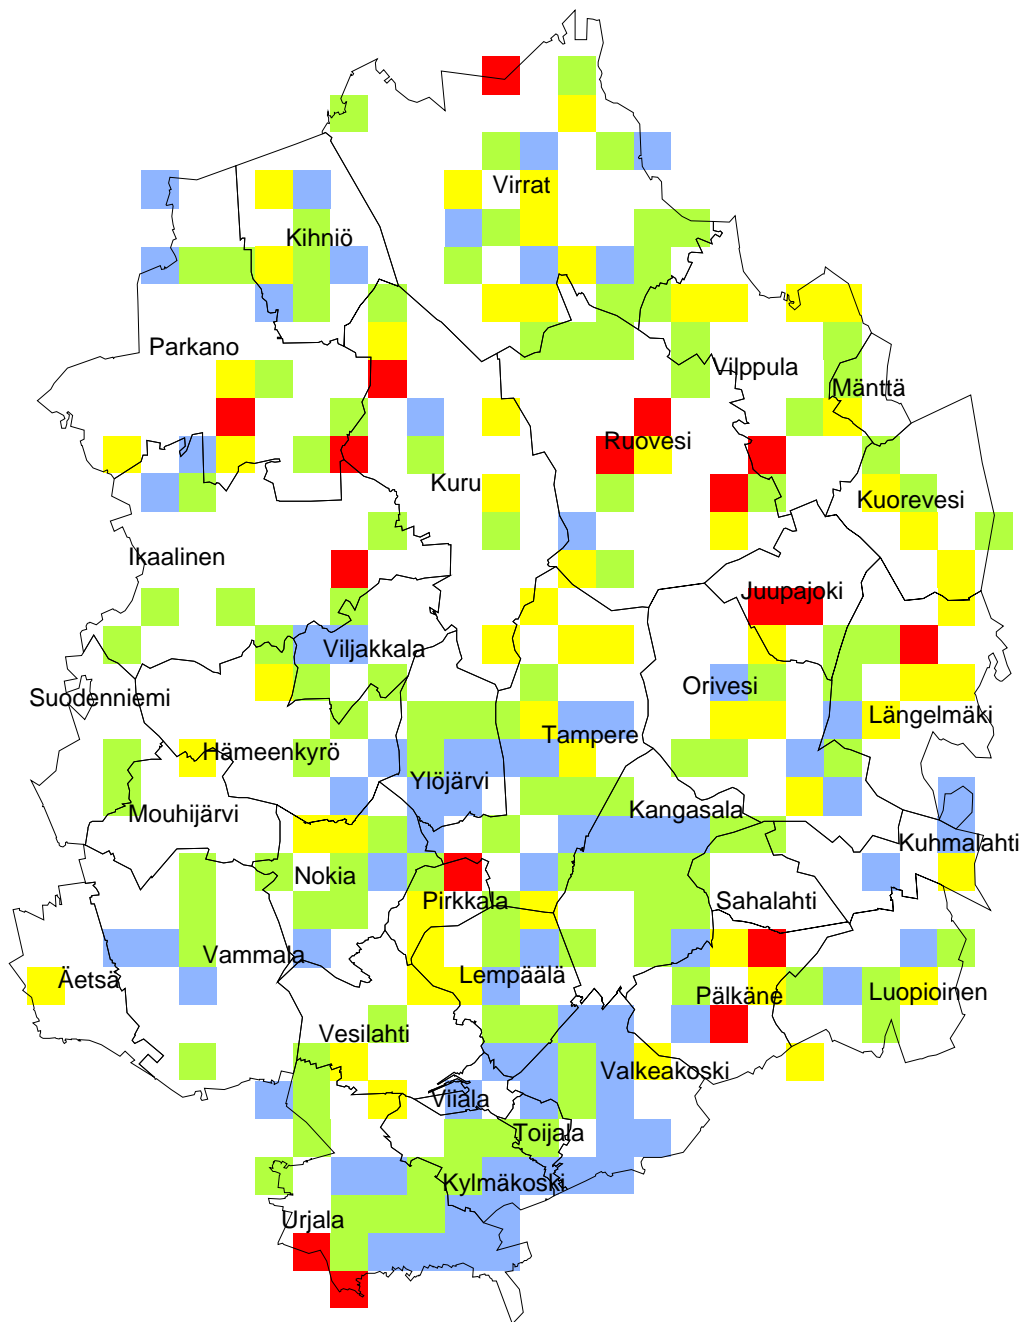 Virrat
Kihniö
Parkano
Vilppula
Mänttä
Ruovesi
Kuru
Kuorevesi
Ikaalinen
Juupajoki
Viljakkala
Suodenniemi
Orivesi
Längelmäki
Hämeenkyrö
Tampere
Ylöjärvi
Mouhijärvi
Kangasala
Kuhmalahti
Nokia
Pirkkala
Sahalahti
Vammala
Äetsä
Lempäälä
Pälkäne
Luopioinen
Vesilahti
Valkeakoski
Viiala
Toijala
Kylmäkoski
Urjala